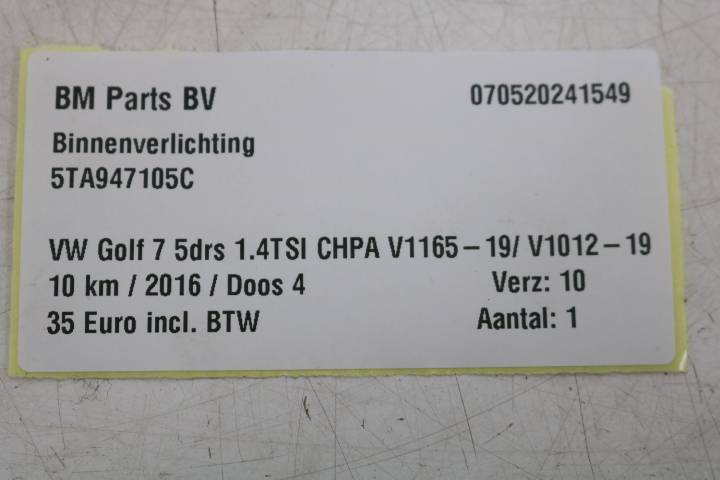 BM Parts BV 070520241549
Binnenverlichting
5TA947105C
VW Golf 7 5drs 1.4TSI CHPA V1165-19/ V1012-19
10 km / 2016 / Doos 4 Verz: 10
35 Euro incl. BTW Aantal: 1